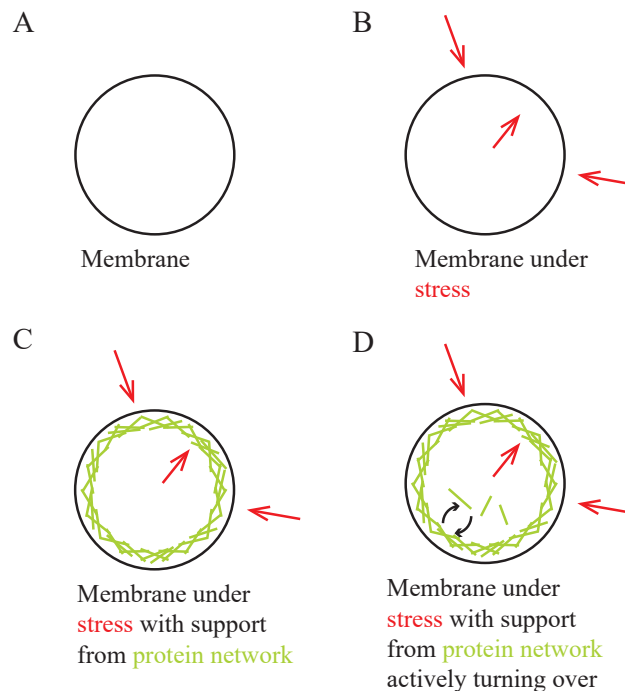 A
B
Membrane
Membrane under
stress
C
D
Membrane under
stress with support
from protein network
Membrane under
stress with support
from protein network
actively turning over